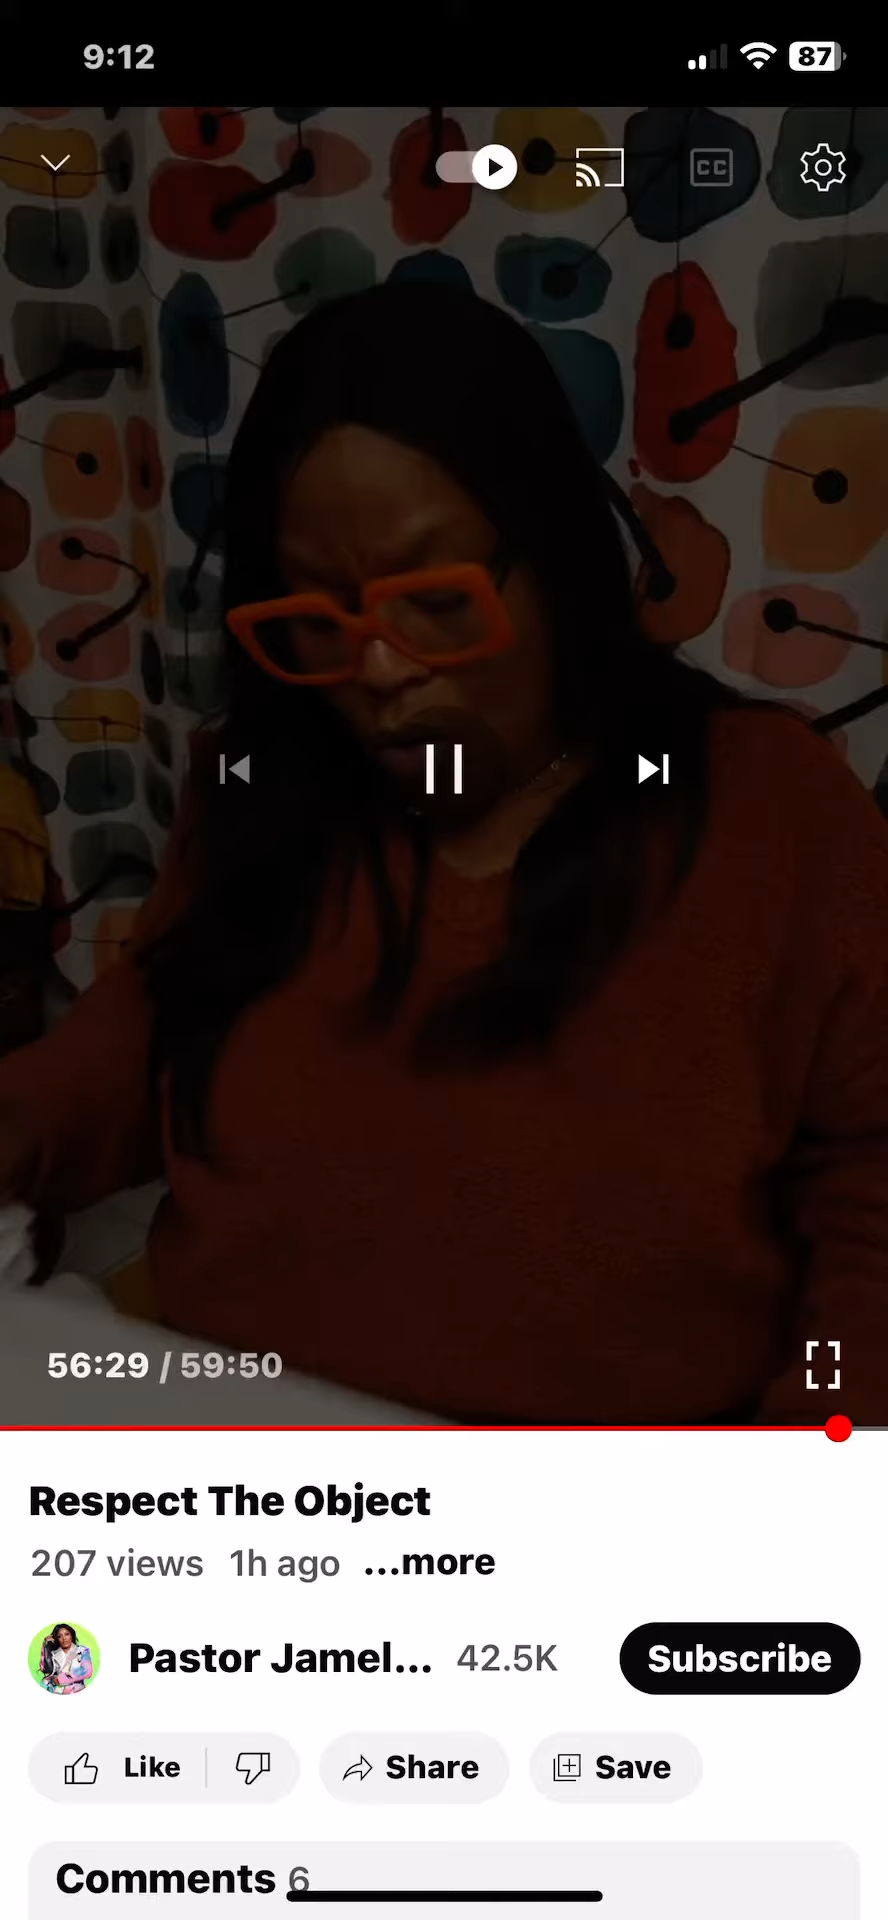 9:12
87
CC
56:29 / 59:50
Respect The Object
207 views 1h ago ...more
Pastor Jamel... 42.5K Subscribe
Like Share Save
Comments 6